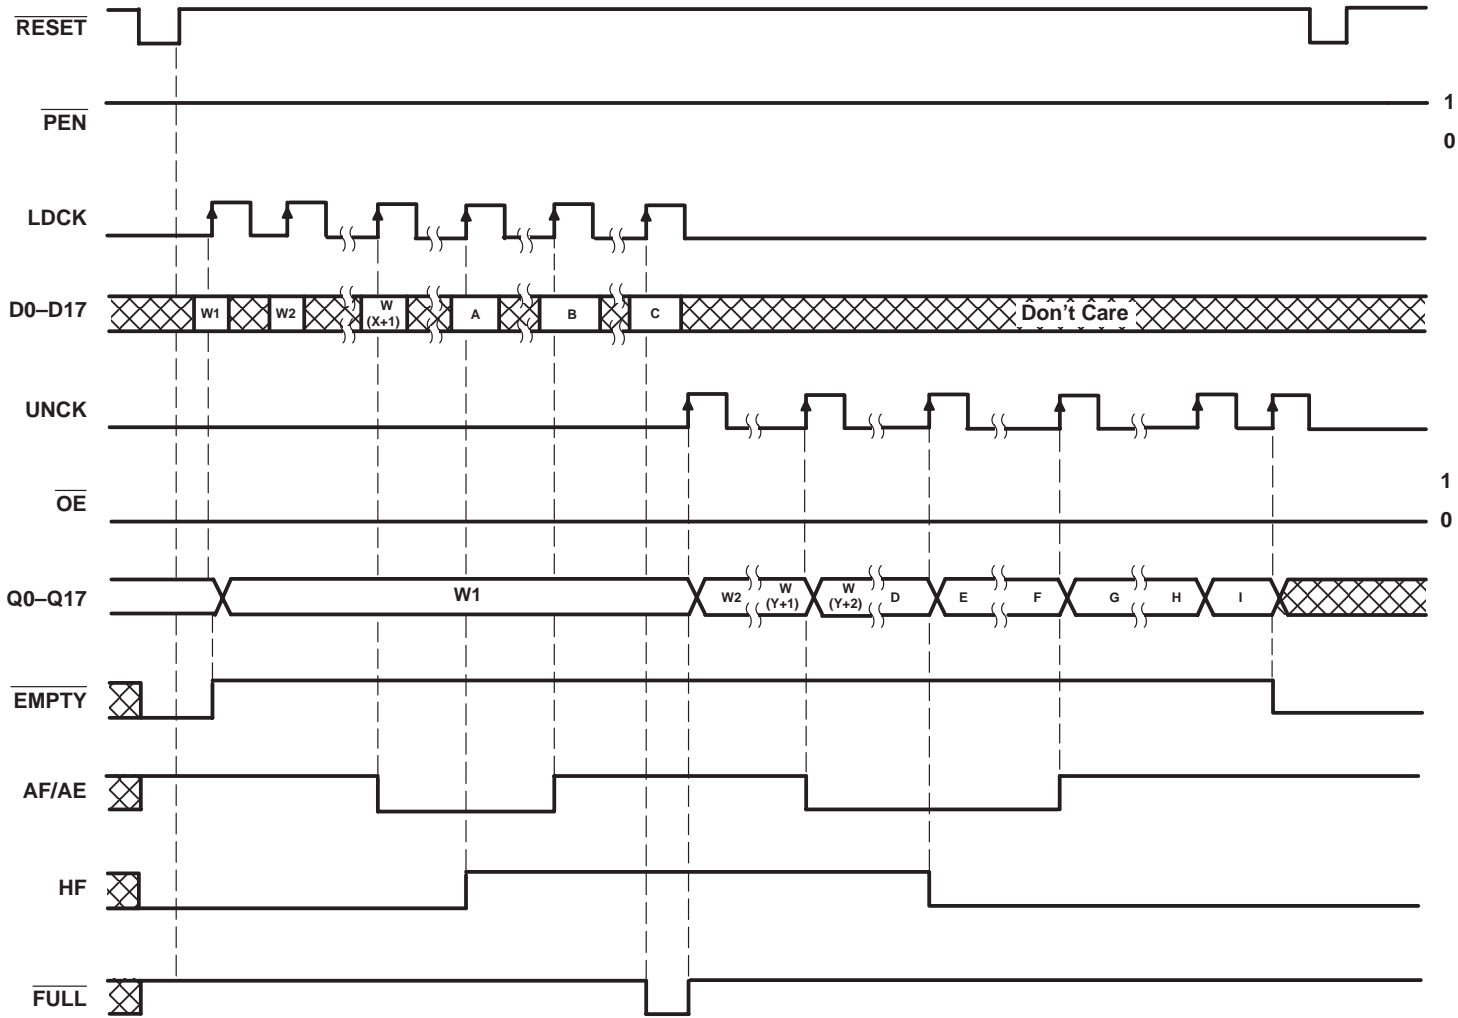 RESET
PEN
1
0
LDCK
D0–D17
W1
W2
W
(X+1)
A
B
C
Don't Care
UNCK
OE
1
0
Q0–Q17
W1
W2
W
(Y+1)
W
(Y+2)
D
E
F
G
H
I
EMPTY
AF/AE
HF
FULL